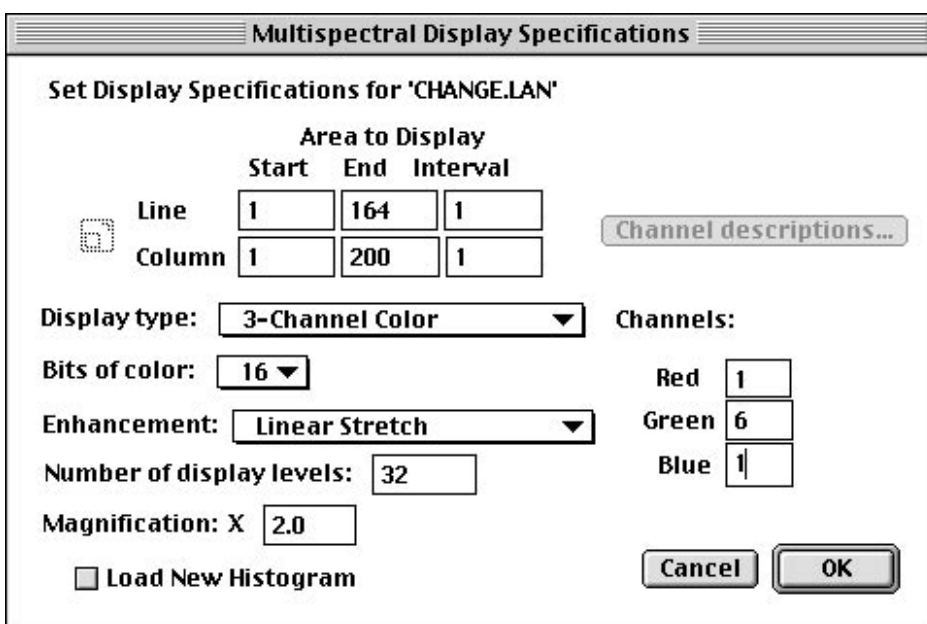 Multispectral Display Specifications
Set Display Specifications for 'CHANGE.LAN'
Area to Display
Start End Interval
Line 1 164 1
Channel descriptions...
Column 1 200 1
Display type: 3-Channel Color
Channels:
Bits of color: 16
Red 1
Enhancement: Linear Stretch
Green 6
Number of display levels: 32
Blue 1
Magnification: X 2.0
Load New Histogram
Cancel OK